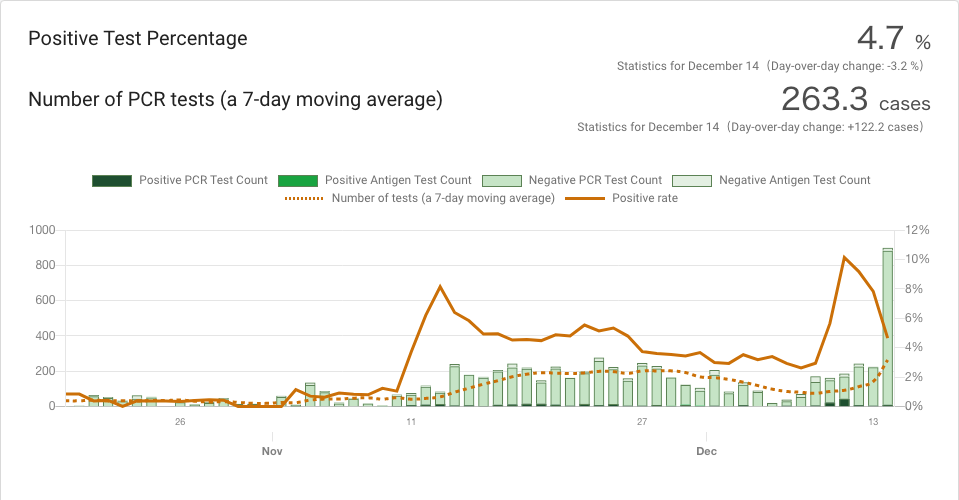 Positive Test Percentage
4.7 %
Statistics for December 14（Day-over-day change: -3.2 %）
Number of PCR tests (a 7-day moving average)
263.3 cases
Statistics for December 14（Day-over-day change: +122.2 cases）
Positive PCR Test Count Positive Antigen Test Count Negative PCR Test Count Negative Antigen Test Count
Number of tests (a 7-day moving average) Positive rate
1000 12%
10%
800
8%
600
6%
400
4%
200
2%
0 0%
26 11 27 13
Nov Dec